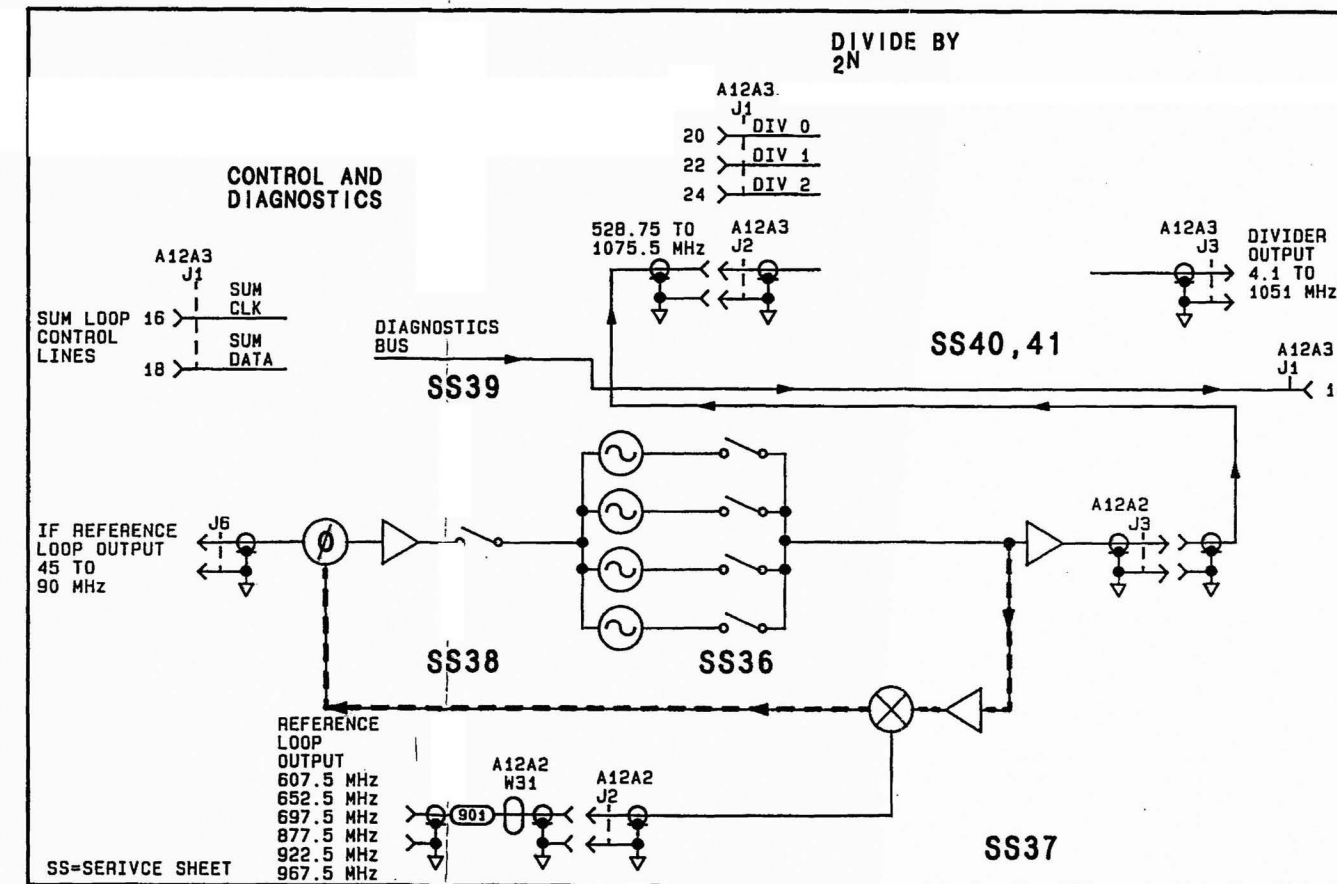 DIVIDE BY
2N
A12A3
J1
20 DIV 0
22 DIV 1
24 DIV 2
CONTROL AND
DIAGNOSTICS
528.75 TO
1075.5 MHz
A12A3
J2
A12A3
J3
DIVIDER
OUTPUT
4.1 TO
1051 MHz
A12A3
J1
SUM LOOP
CONTROL
LINES
16
SUM
CLK
18
SUM
DATA
DIAGNOSTICS
BUS
SS39
SS40,41
A12A3
J1
1
IF REFERENCE
LOOP OUTPUT
45 TO
90 MHz
J6
Ø
A12A2
J3
SS38
SS36
REFERENCE
LOOP
OUTPUT
607.5 MHz
652.5 MHz
697.5 MHz
877.5 MHz
922.5 MHz
967.5 MHz
901
A12A2
W31
A12A2
J2
SS37
SS=SERIVCE SHEET